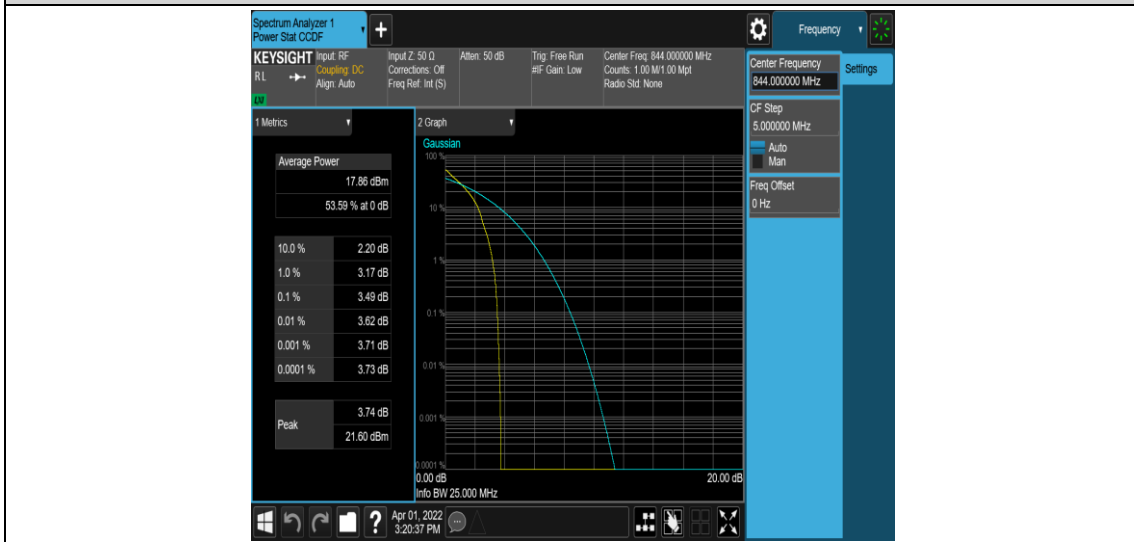 Spectrum Analyzer 1
Power Stat CCDF
Frequency
KEYSIGHT
RL
LXI
Input: RF
Coupling: DC
Align: Auto
Input Z: 50 Ω
Corrections: Off
Freq Ref: Int (S)
Atten: 50 dB
Trig: Free Run
#IF Gain: Low
Center Freq: 844.000000 MHz
Counts: 1.00 M/1.00 Mpt
Radio Std: None
Center Frequency
844.000000 MHz
Settings
CF Step
5.000000 MHz
Auto
Man
Freq Offset
0 Hz
1 Metrics
Average Power
17.86 dBm
53.59 % at 0 dB
10.0 % 2.20 dB
1.0 % 3.17 dB
0.1 % 3.49 dB
0.01 % 3.62 dB
0.001 % 3.71 dB
0.0001 % 3.73 dB
Peak
3.74 dB
21.60 dBm
2 Graph
Gaussian
100 %
10 %
1 %
0.1 %
0.01 %
0.001 %
0.0001 %
0.00 dB 20.00 dB
Info BW 25.000 MHz
?
Apr 01, 2022
3:20:37 PM